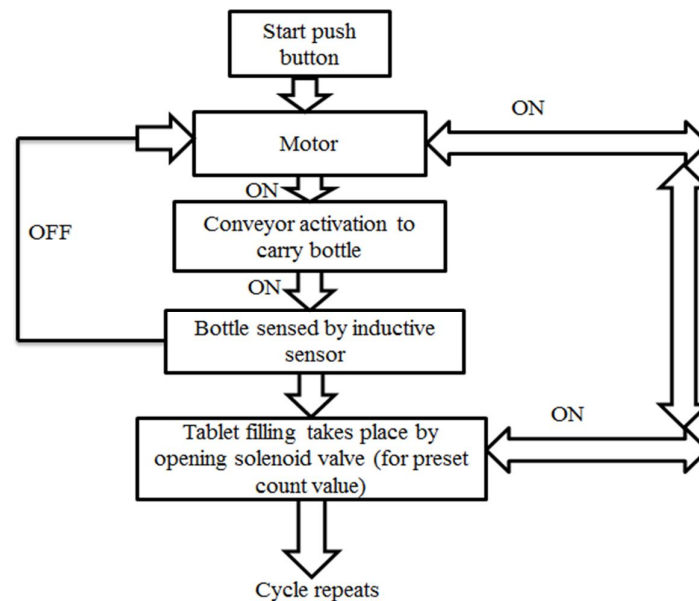 Start push
button
ON
Motor
ON
OFF
Conveyor activation to
carry bottle
ON
Bottle sensed by inductive
sensor
ON
Tablet filling takes place by
opening solenoid valve (for preset
count value)
Cycle repeats